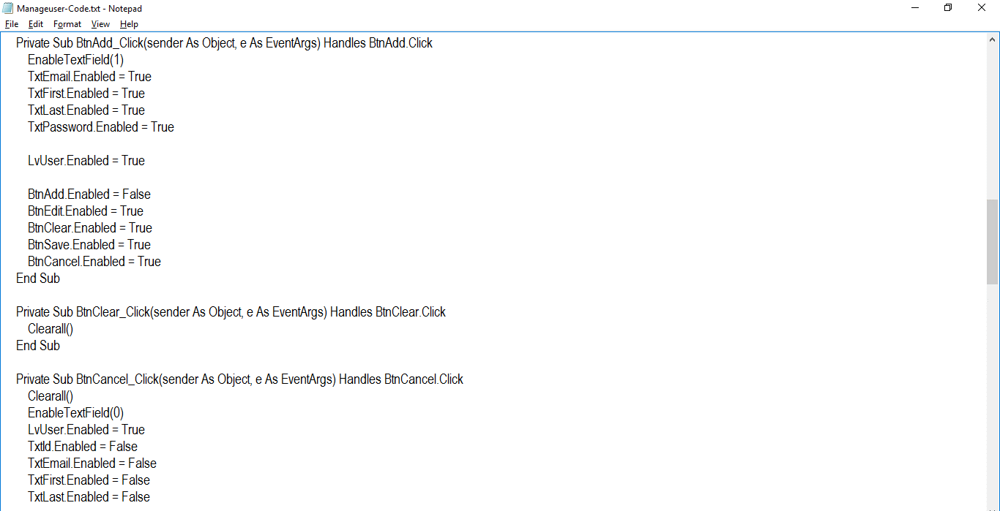 Manageuser-Code.txt - Notepad
File Edit Format View Help
Private Sub BtnAdd_Click(sender As Object, e As EventArgs) Handles BtnAdd.Click
EnableTextField(1)
TxtEmail.Enabled = True
TxtFirst.Enabled = True
TxtLast.Enabled = True
TxtPassword.Enabled = True
LvUser.Enabled = True
BtnAdd.Enabled = False
BtnEdit.Enabled = True
BtnClear.Enabled = True
BtnSave.Enabled = True
BtnCancel.Enabled = True
End Sub
Private Sub BtnClear_Click(sender As Object, e As EventArgs) Handles BtnClear.Click
Clearall()
End Sub
Private Sub BtnCancel_Click(sender As Object, e As EventArgs) Handles BtnCancel.Click
Clearall()
EnableTextField(0)
LvUser.Enabled = True
TxtId.Enabled = False
TxtEmail.Enabled = False
TxtFirst.Enabled = False
TxtLast.Enabled = False